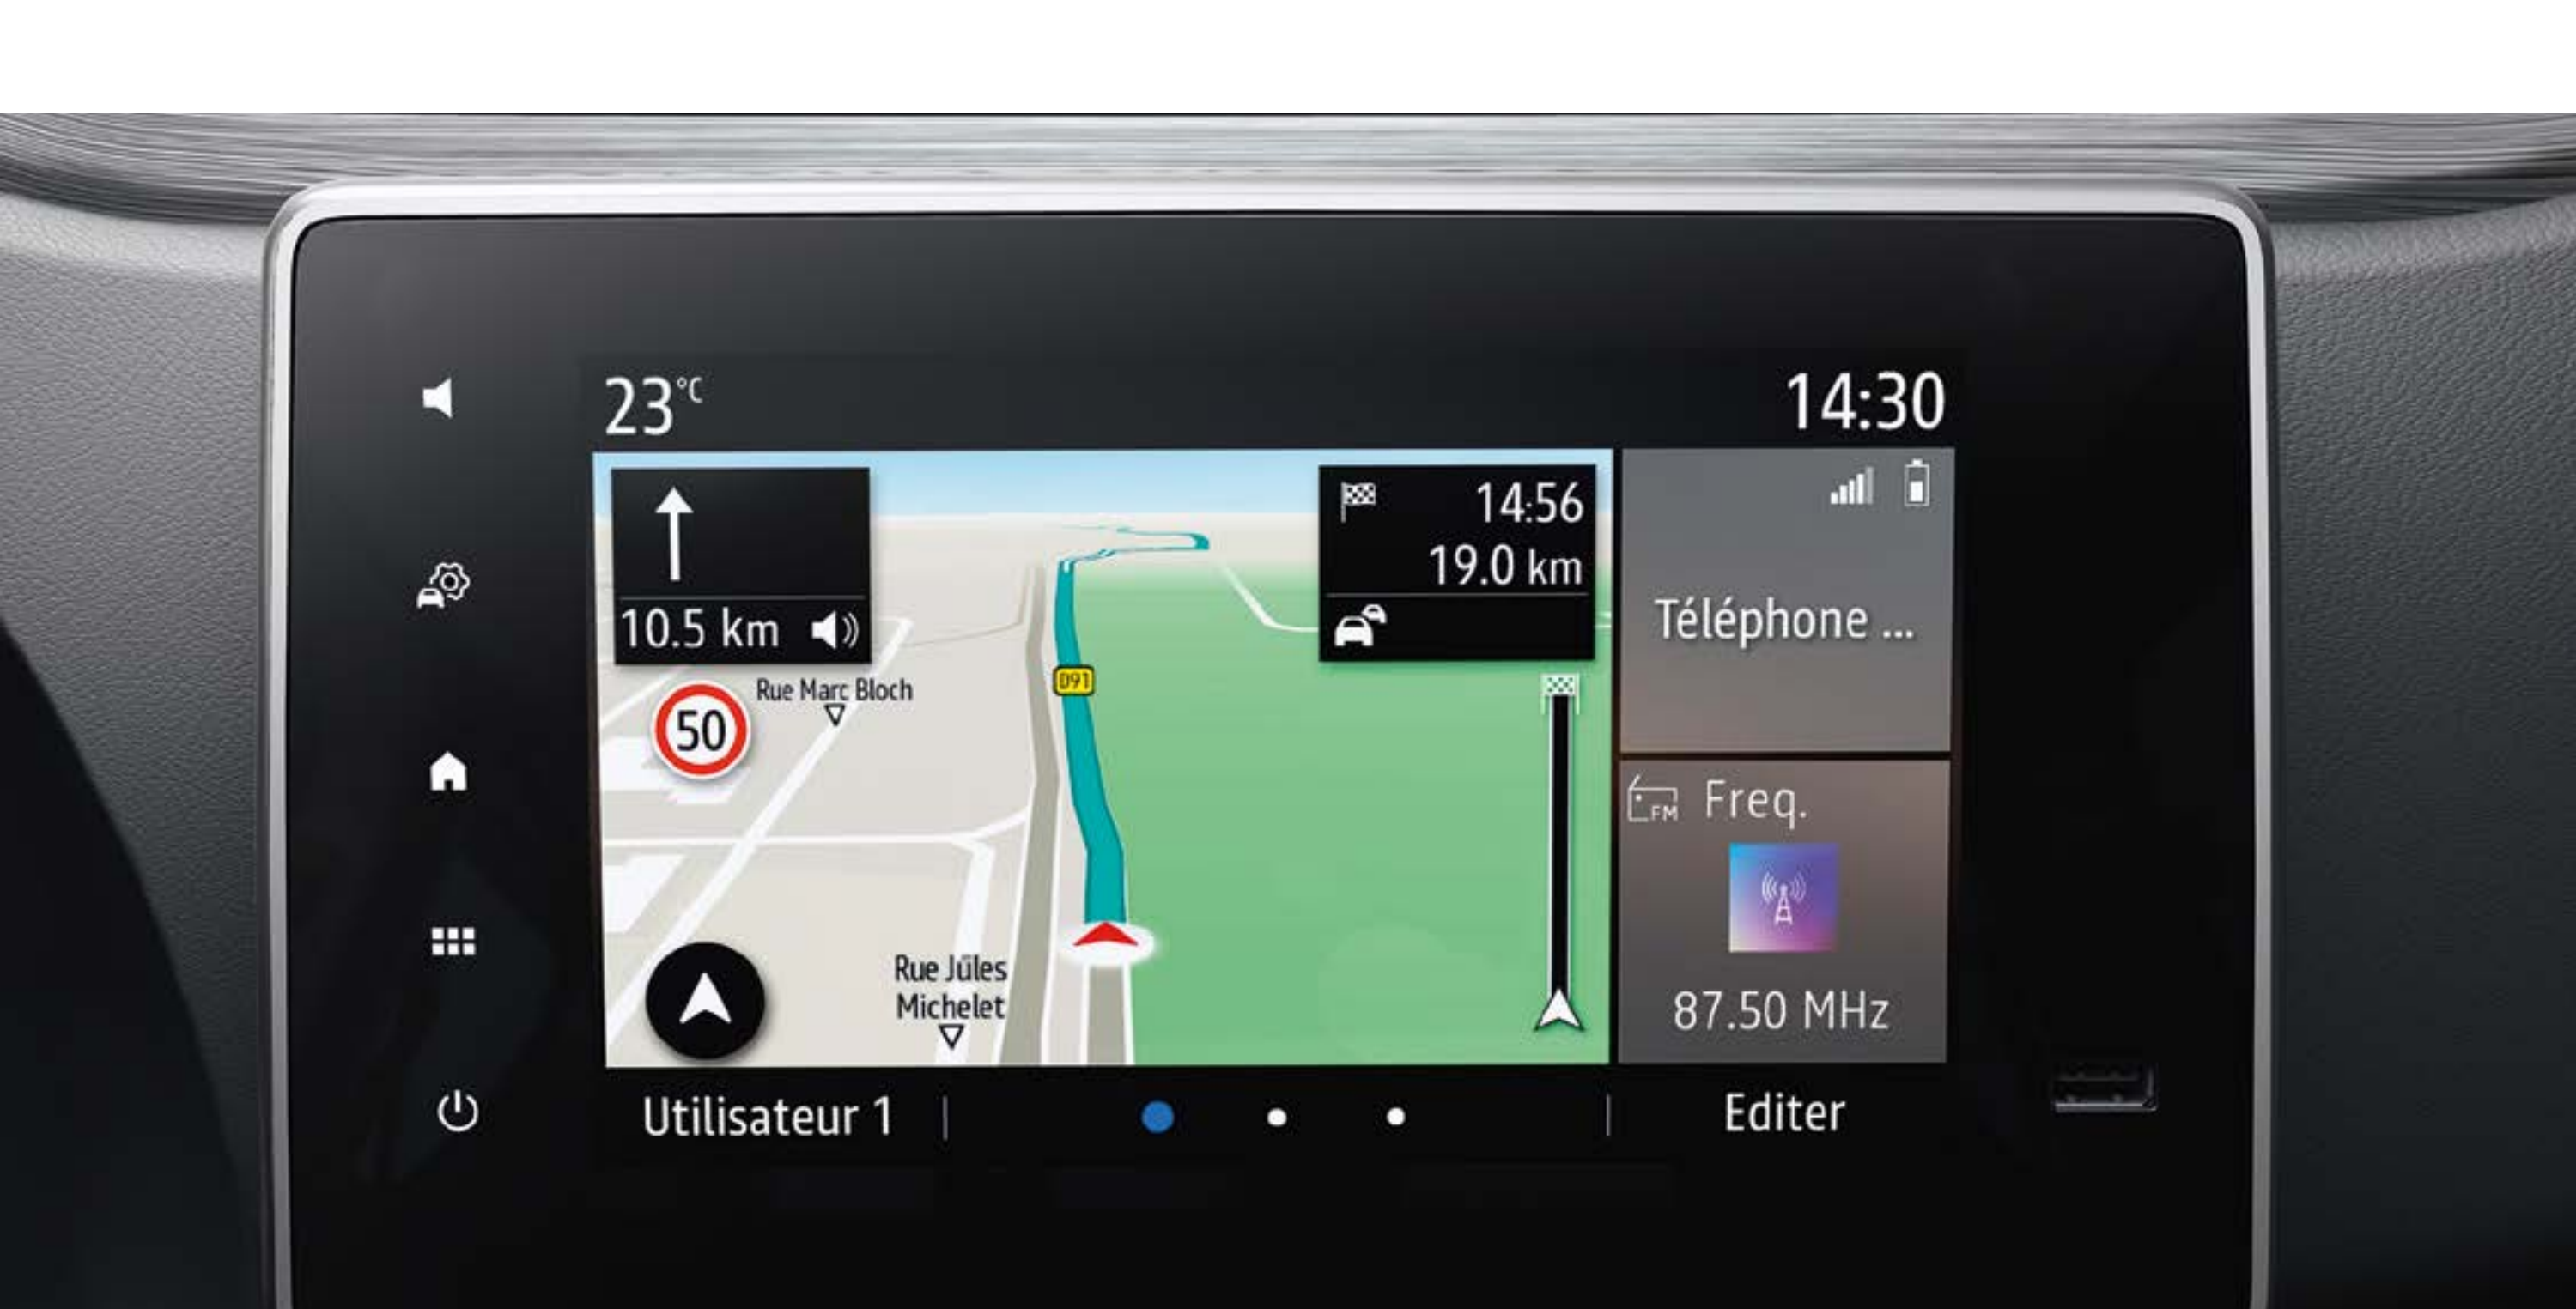 23°C
14:30
14:56
19.0 km
10.5 km
Téléphone ...
D91
Rue Marc Bloch
50
FM Freq.
Rue Jules
Michelet
87.50 MHz
Utilisateur 1
Editer